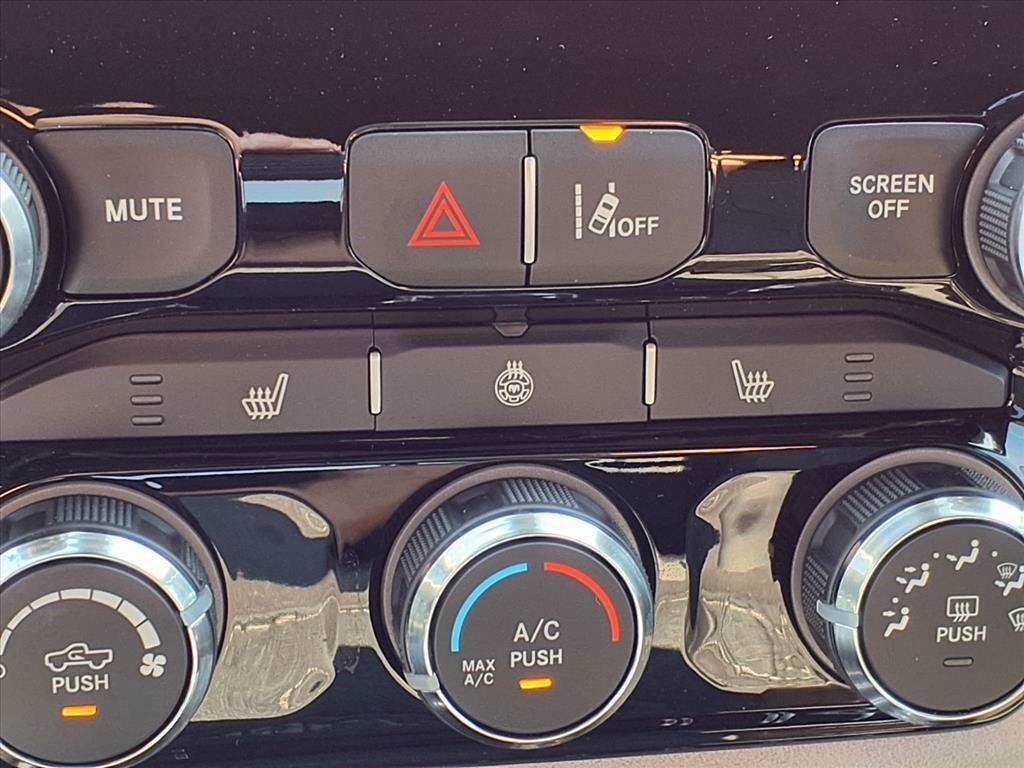 MUTE
OFF
SCREEN
OFF
PUSH
A/C
PUSH
MAX
A/C
PUSH